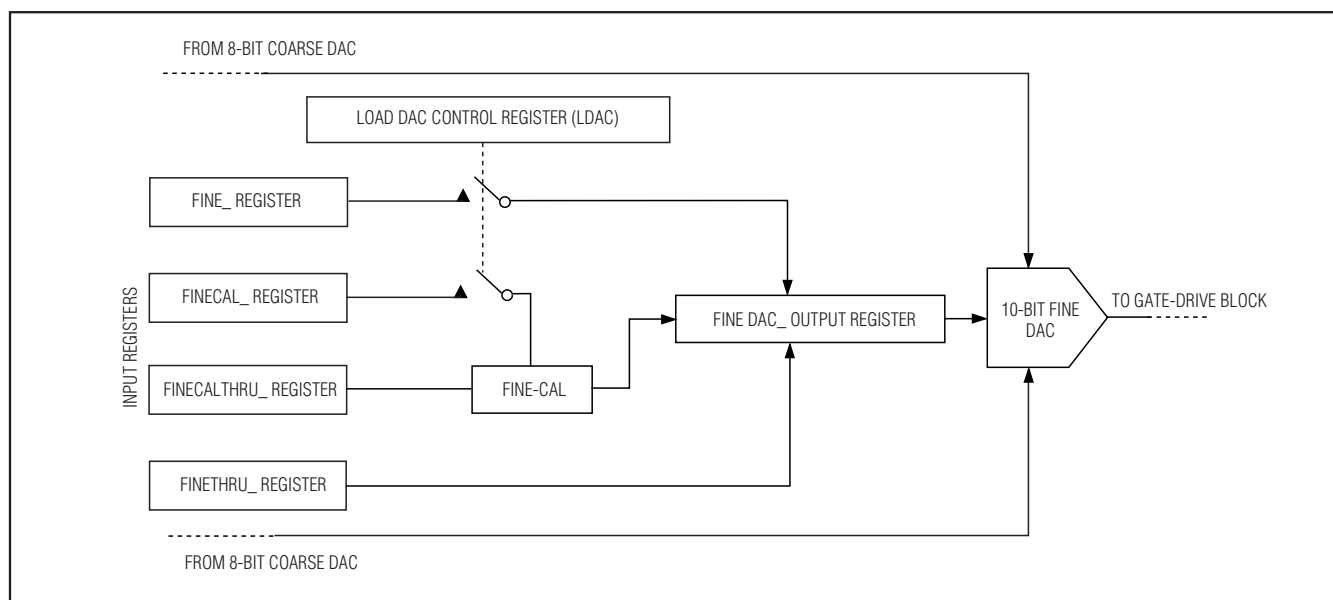 FROM 8-BIT COARSE DAC
LOAD DAC CONTROL REGISTER (LDAC)
FINE_ REGISTER
FINECAL_ REGISTER
INPUT REGISTERS
FINECALTHRU_ REGISTER
FINE-CAL
FINETHRU_ REGISTER
FINE DAC_ OUTPUT REGISTER
10-BIT FINE
DAC
TO GATE-DRIVE BLOCK
FROM 8-BIT COARSE DAC